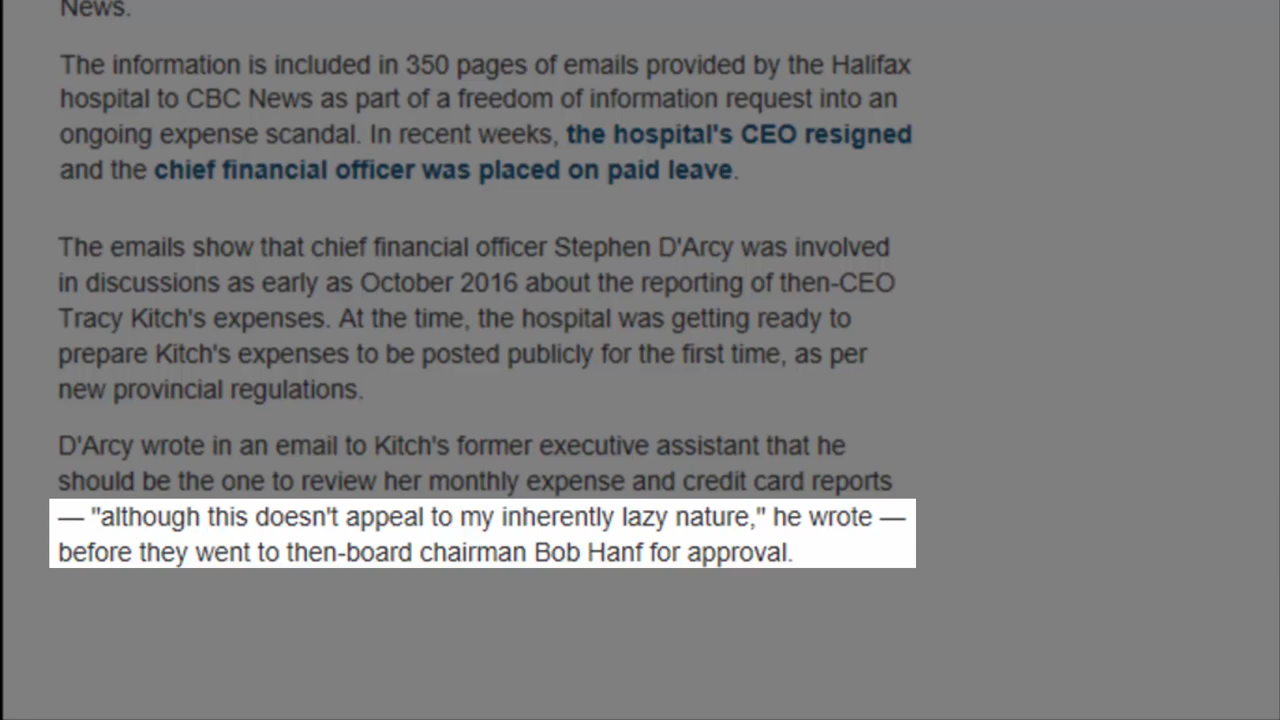 News.
The information is included in 350 pages of emails provided by the Halifax
hospital to CBC News as part of a freedom of information request into an
ongoing expense scandal. In recent weeks, the hospital's CEO resigned
and the chief financial officer was placed on paid leave.
The emails show that chief financial officer Stephen D'Arcy was involved
in discussions as early as October 2016 about the reporting of then-CEO
Tracy Kitch's expenses. At the time, the hospital was getting ready to
prepare Kitch's expenses to be posted publicly for the first time, as per
new provincial regulations.
D'Arcy wrote in an email to Kitch's former executive assistant that he
should be the one to review her monthly expense and credit card reports
— "although this doesn't appeal to my inherently lazy nature," he wrote —
before they went to then-board chairman Bob Hanf for approval.